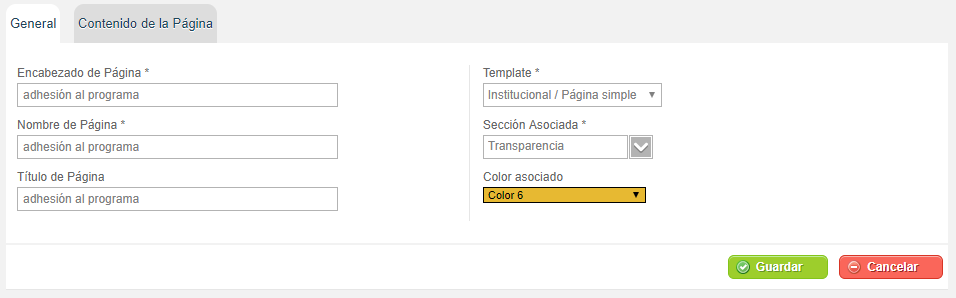 General
Contenido de la Página
Encabezado de Página *
adhesión al programa
Nombre de Página *
adhesión al programa
Título de Página
adhesión al programa
Template *
Institucional / Página simple
Sección Asociada *
Transparencia
Color asociado
Color 6
Guardar
Cancelar